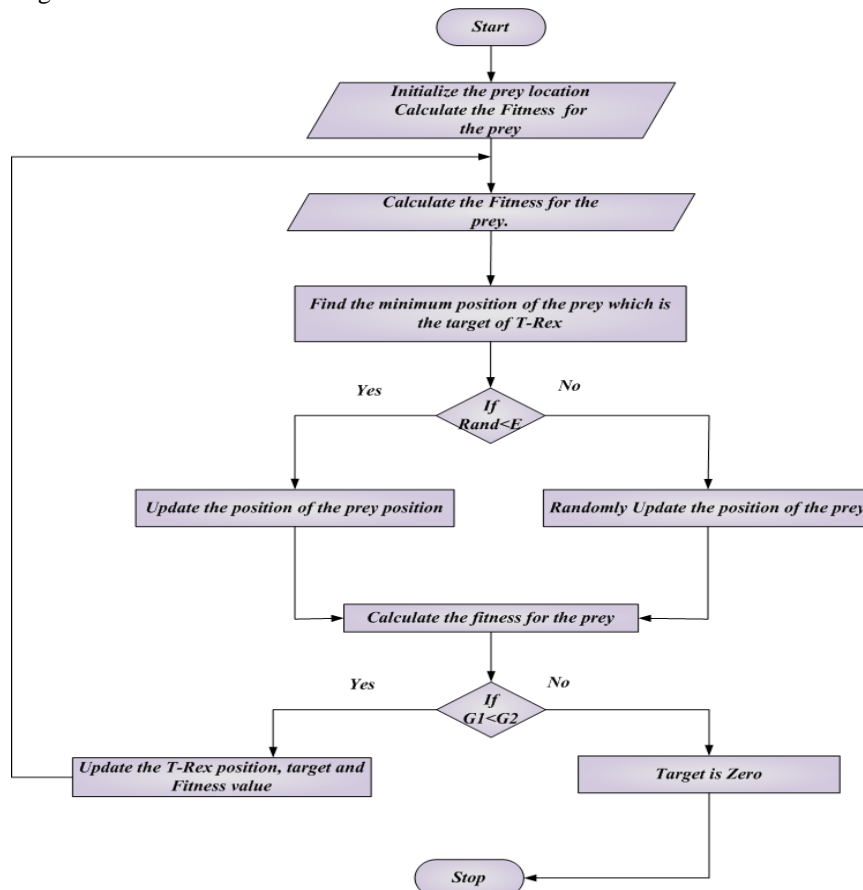 Start
Initialize the prey location
Calculate the Fitness for
the prey
Calculate the Fitness for the
prey.
Find the minimum position of the prey which is
the target of T-Rex
Yes
No
If
Rand<E
Update the position of the prey position
Randomly Update the position of the prey
Calculate the fitness for the prey
Yes
No
If
G1<G2
Update the T-Rex position, target and
Fitness value
Target is Zero
Stop